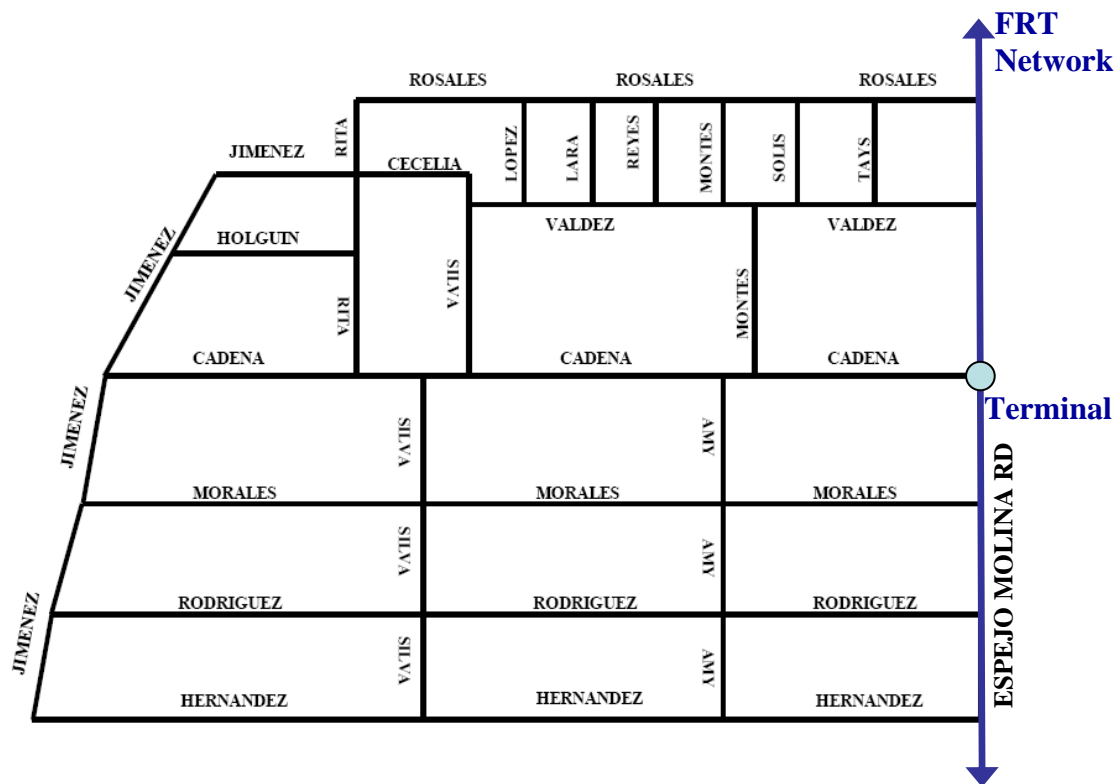 FRT
Network
ROSALES ROSALES ROSALES
RITA
JIMENEZ
CECELIA
LOPEZ
LARA
REYES
MONTES
SOLIS
TAYS
VALDEZ VALDEZ
HOLGUIN
JIMENEZ
SILVA
RITA
MONTES
CADENA CADENA CADENA
Terminal
JIMENEZ
SILVA
AMY
MORALES MORALES MORALES
ESPEJO MOLINA RD
SILVA
AMY
RODRIGUEZ RODRIGUEZ RODRIGUEZ
JIMENEZ
SILVA
AMY
HERNANDEZ HERNANDEZ HERNANDEZ